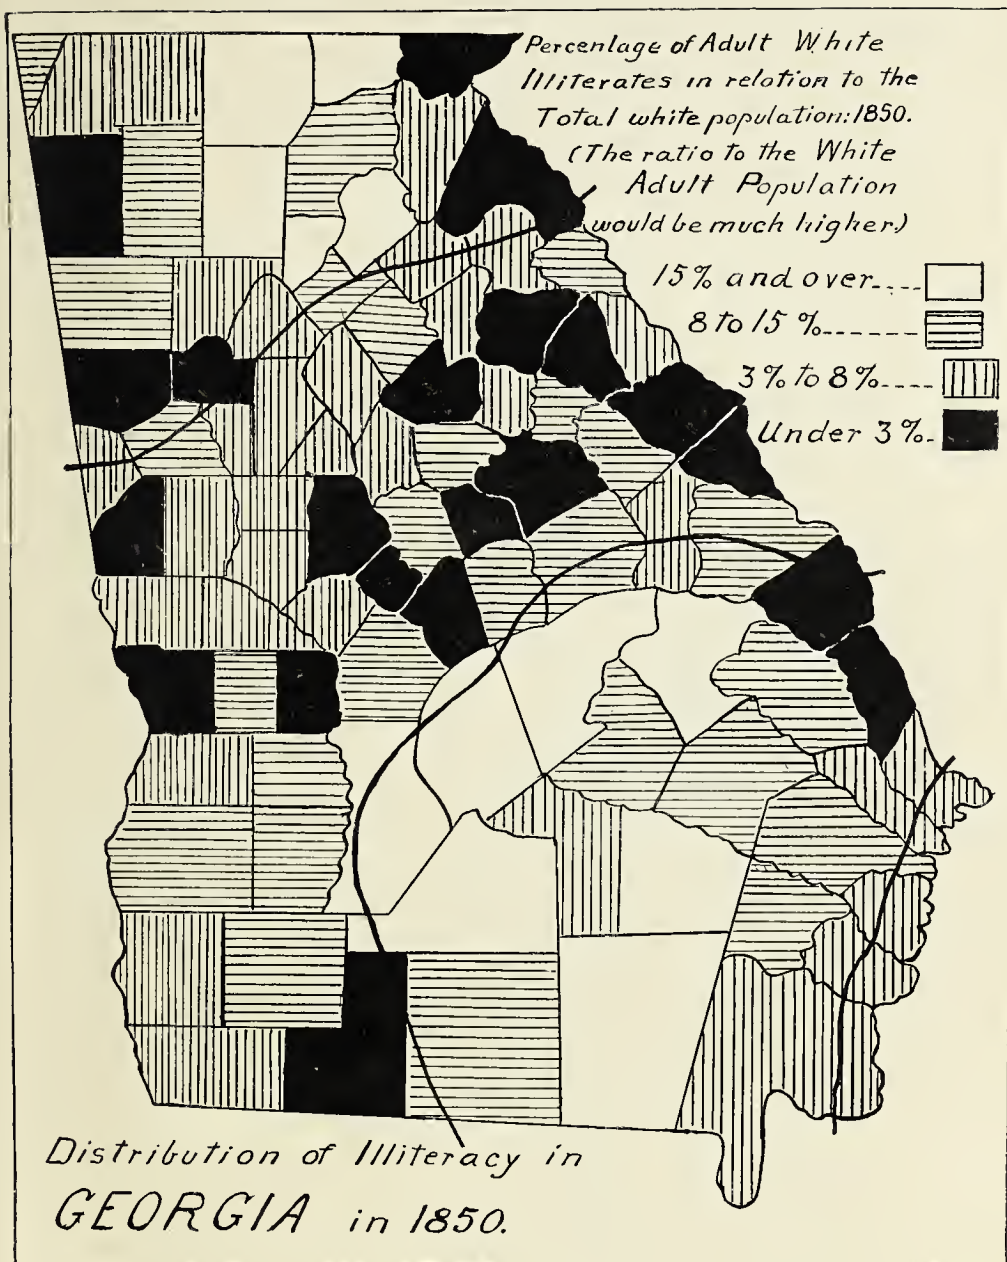 Percentage of Adult White
Illiterates in relation to the
Total white population: 1850.
(The ratio to the White
Adult Population
would be much higher.)
15% and over....
8 to 15 %.......
3% to 8%....
Under 3%.
Distribution of Illiteracy in
GEORGIA in 1850.